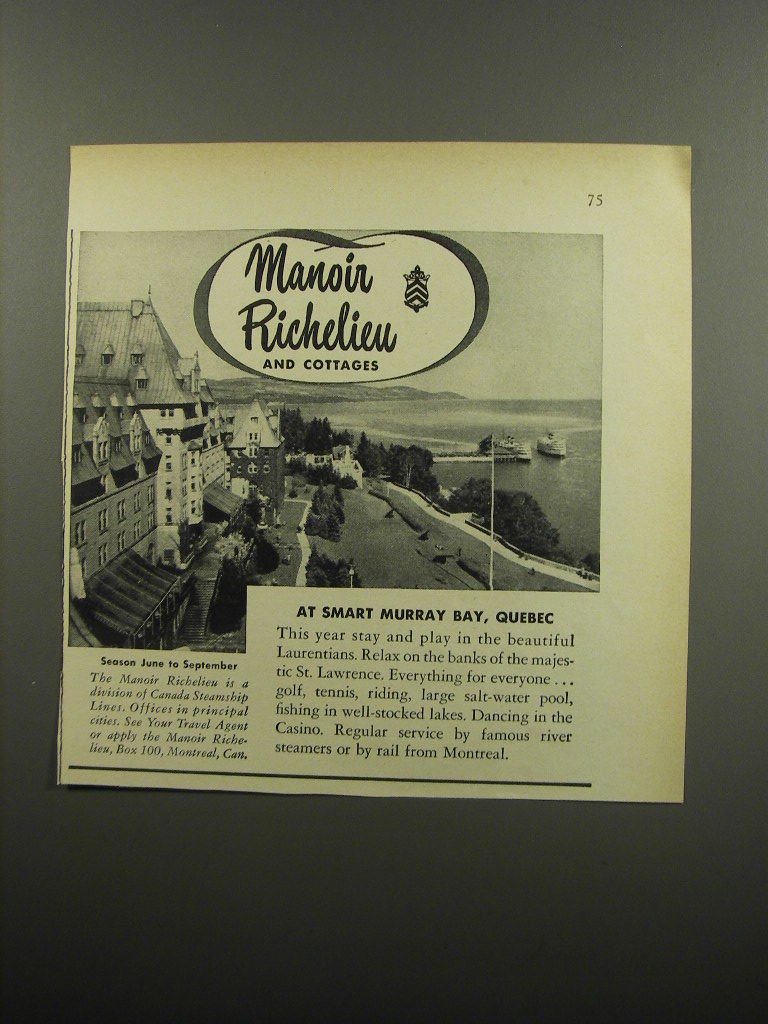 75
Manoir
Richelieu
AND COTTAGES
AT SMART MURRAY BAY, QUEBEC
This year stay and play in the beautiful
Laurentians. Relax on the banks of the majes-
tic St. Lawrence. Everything for everyone ...
golf, tennis, riding, large salt-water pool,
fishing in well-stocked lakes. Dancing in the
Casino. Regular service by famous river
steamers or by rail from Montreal.
Season June to September
The Manoir Richelieu is a
division of Canada Steamship
Lines. Offices in principal
cities. See Your Travel Agent
or apply the Manoir Riche-
lieu, Box 100, Montreal, Can.